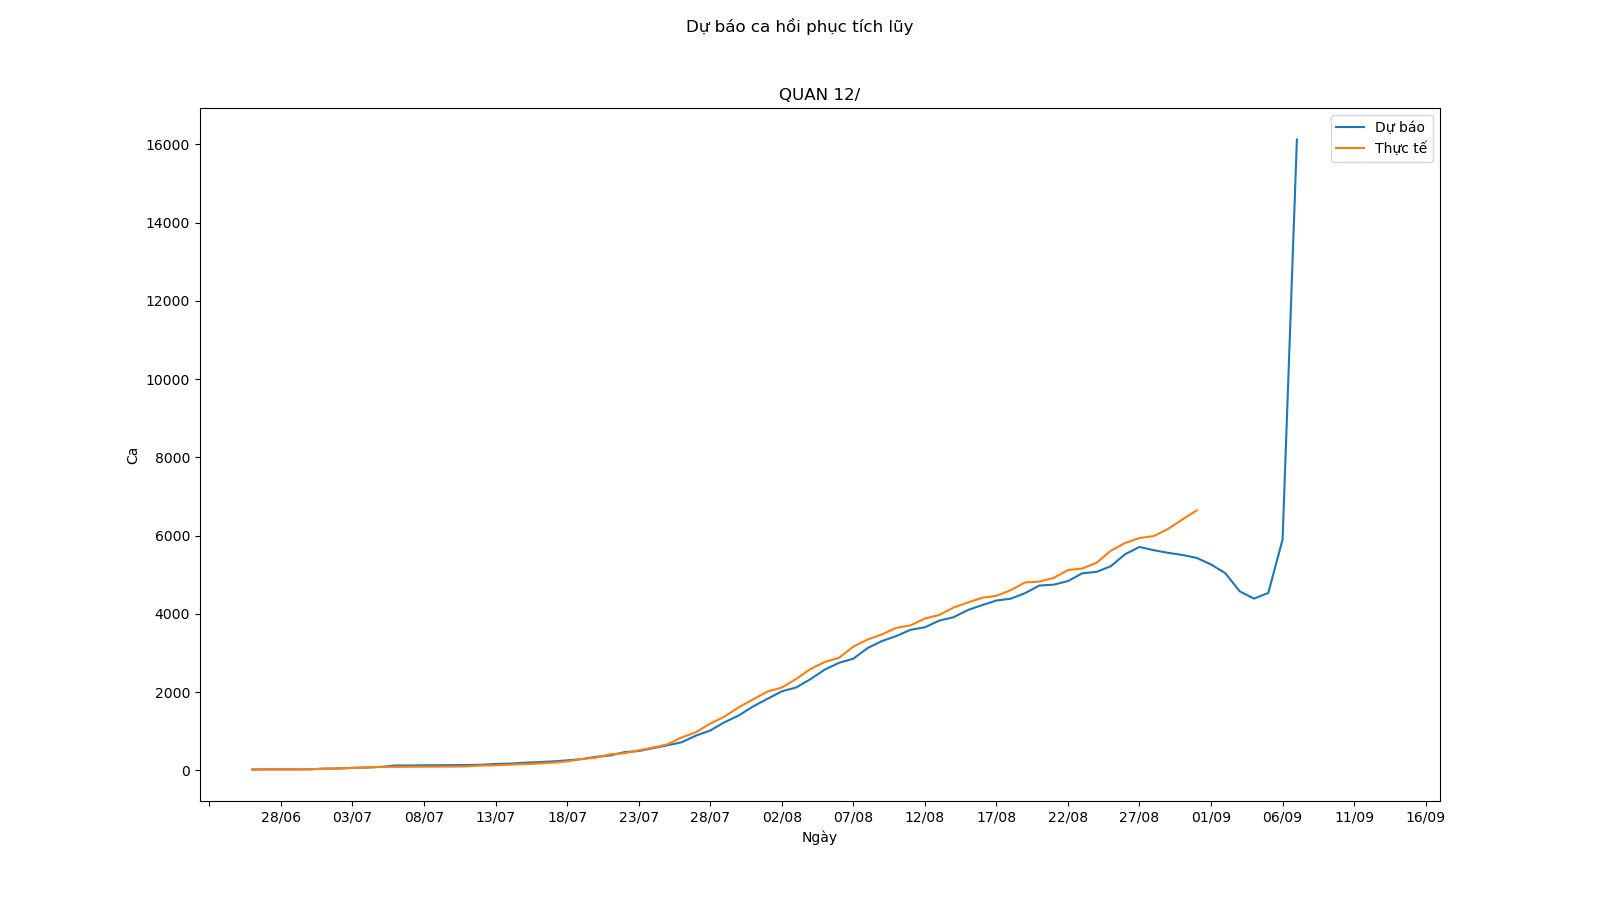 Dự báo ca hồi phục tích lũy
QUAN 12/
Dự báo
Thực tế
16000
14000
12000
10000
8000
6000
4000
2000
0
Ca
28/06 03/07 08/07 13/07 18/07 23/07 28/07 02/08 07/08 12/08 17/08 22/08 27/08 01/09 06/09 11/09 16/09
Ngày